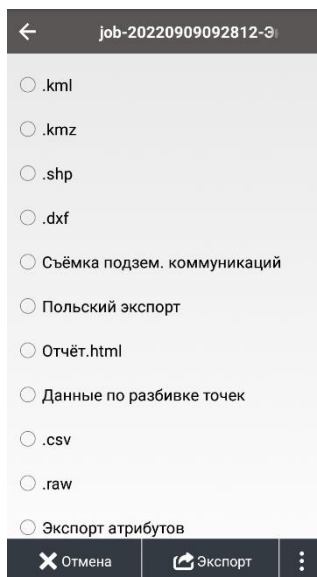 job-20220909092812-Э
.kml
.kmz
.shp
.dxf
Съёмка подзем. коммуникаций
Польский экспорт
Отчёт.html
Данные по разбивке точек
.csv
.raw
Экспорт атрибутов
Отмена
Экспорт